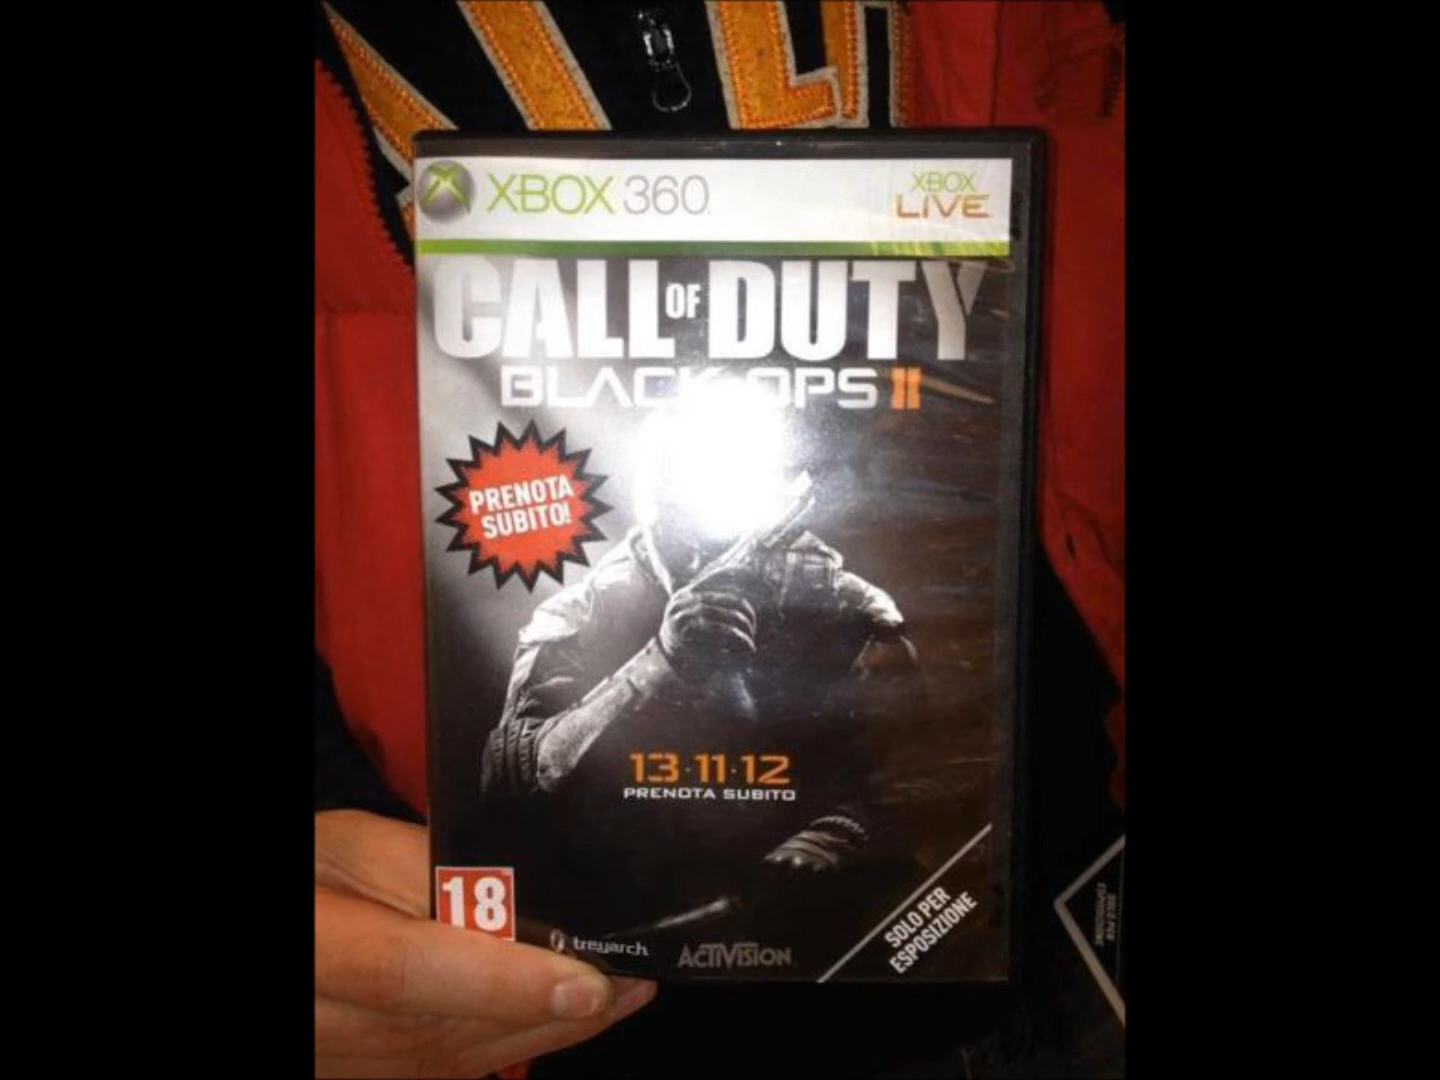 XBOX 360
XBOX
LIVE
CALL OF DUTY
BLACK OPS II
PRENOTA
SUBITO!
13·11·12
PRENOTA SUBITO
18
treyarch
ACTIVISION
SOLO PER
ESPOSIZIONE